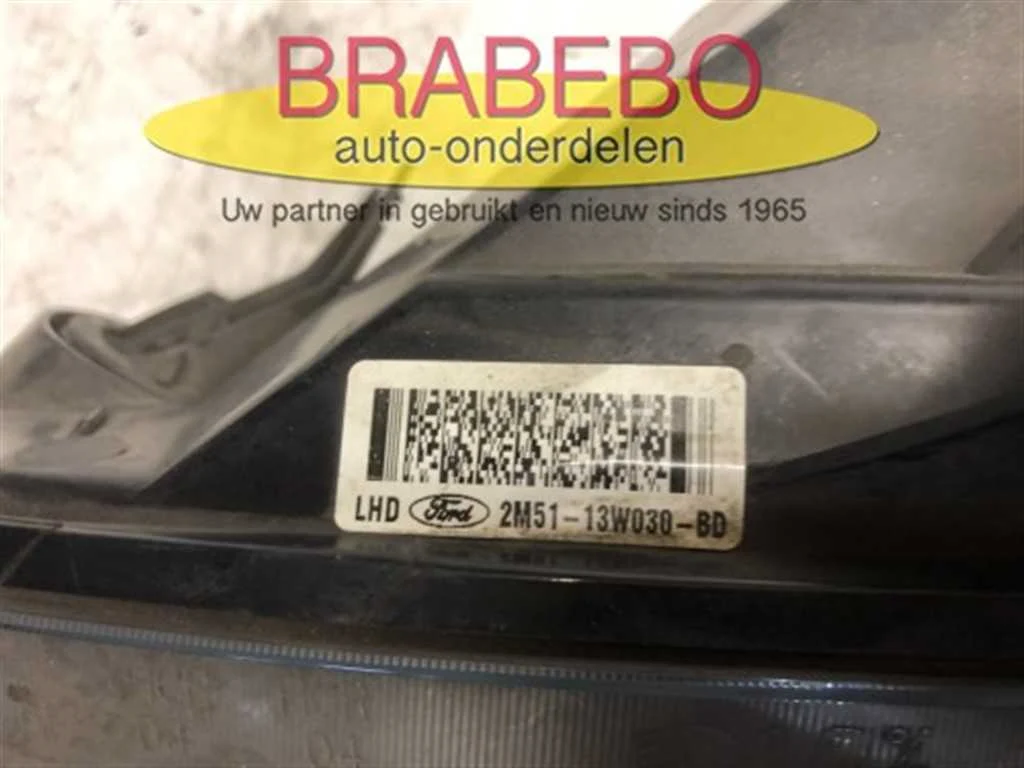 BRABEBO
auto-onderdelen
Uw partner in gebruikt en nieuw sinds 1965
LHD Ford 2M51-13W030-BD